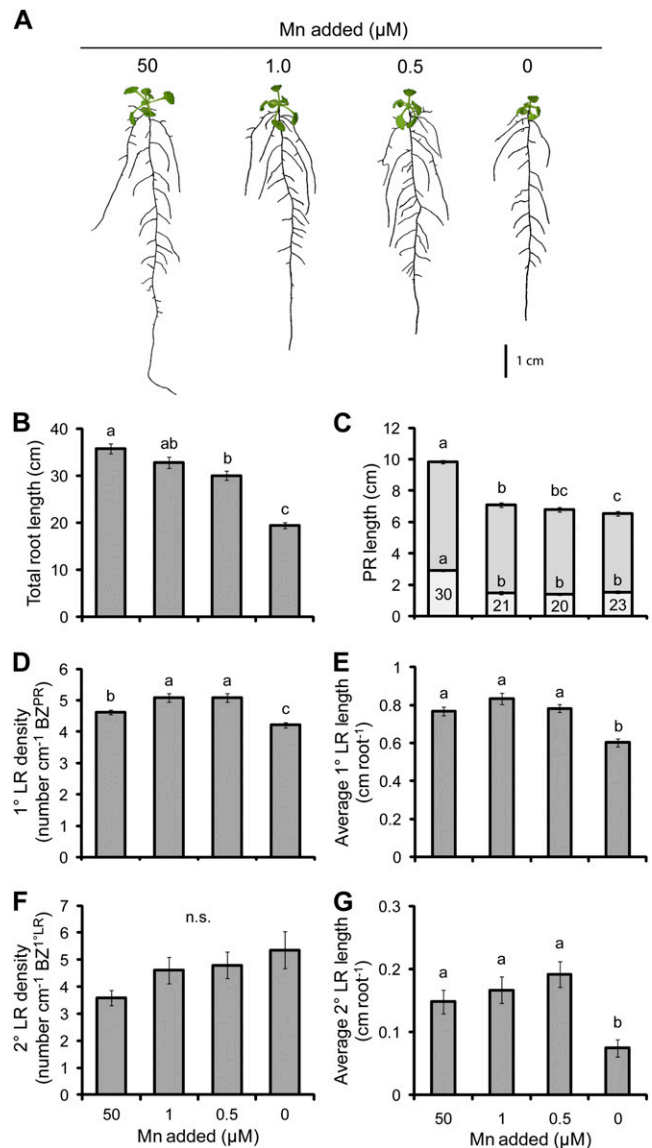 A
Mn added (µM)
50 1.0 0.5 0
1 cm
B
Total root length (cm)
40
30
20
10
0
a ab b c
C
PR length (cm)
12
10
8
6
4
2
0
a b bc c
a b b b
30 21 20 23
D
1° LR density
(number cm⁻¹ BZᴾᴿ)
6
5
4
3
2
1
0
b a a c
E
Average 1° LR length
(cm root⁻¹)
1
0.8
0.6
0.4
0.2
0
a a a b
F
2° LR density
(number cm⁻¹ BZ¹°ᴸᴿ)
7
6
5
4
3
2
1
0
n.s.
50 1 0.5 0
Mn added (µM)
G
Average 2° LR length
(cm root⁻¹)
0.3
0.2
0.1
0
a a a b
50 1 0.5 0
Mn added (µM)